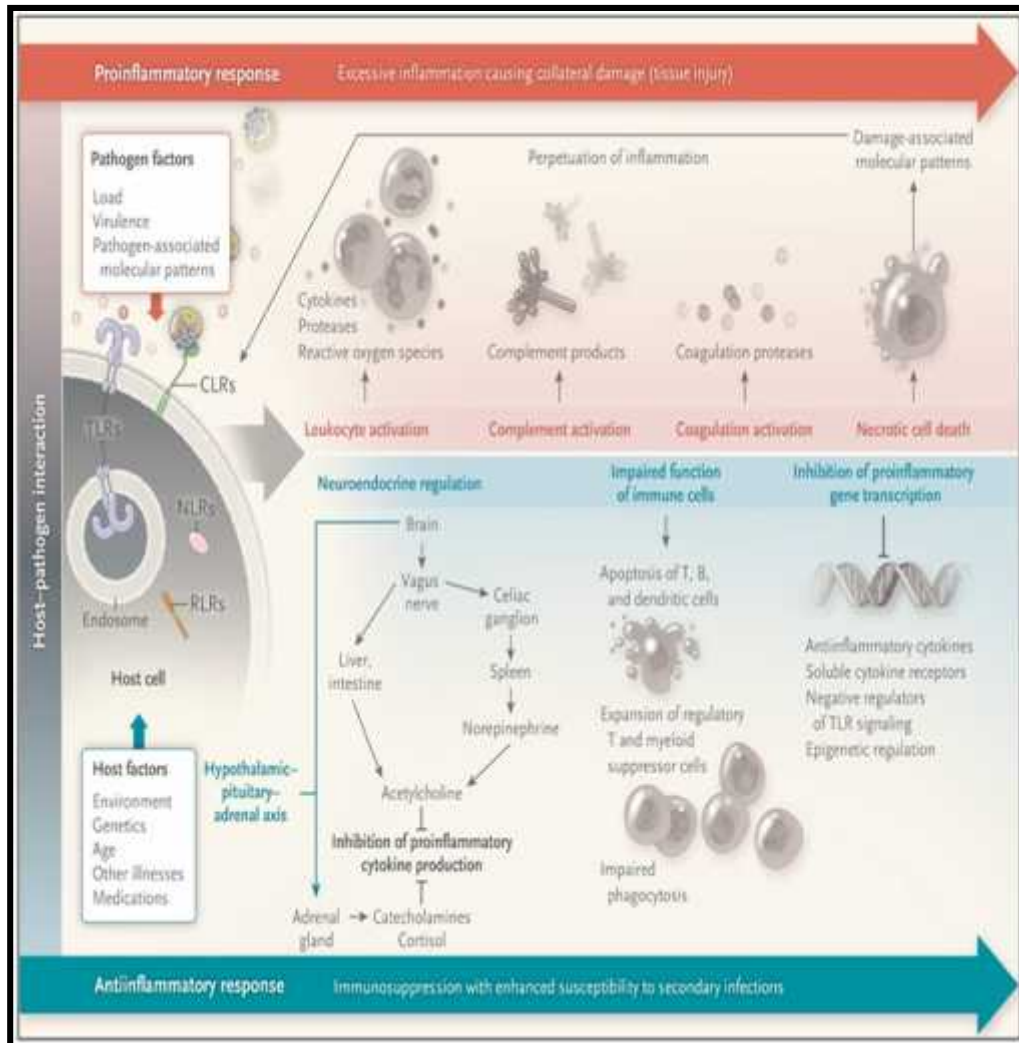 Proinflammatory response
Excessive inflammation causing collateral damage (tissue injury)
Host–pathogen interaction
Pathogen factors
Load
Virulence
Pathogen-associated
molecular patterns
CLRs
TLRs
NLRs
RLRs
Endosome
Host cell
Host factors
Environment
Genetics
Age
Other illnesses
Medications
Perpetuation of inflammation
Damage-associated
molecular patterns
Cytokines
Proteases
Reactive oxygen species
Complement products
Coagulation proteases
Leukocyte activation
Complement activation
Coagulation activation
Necrotic cell death
Neuroendocrine regulation
Brain
Vagus
nerve
Celiac
ganglion
Liver,
intestine
Spleen
Norepinephrine
Hypothalamic–
pituitary–
adrenal axis
Acetylcholine
Inhibition of proinflammatory
cytokine production
Adrenal
gland
Catecholamines
Cortisol
Impaired function
of immune cells
Apoptosis of T, B,
and dendritic cells
Expansion of regulatory
T and myeloid
suppressor cells
Impaired
phagocytosis
Inhibition of proinflammatory
gene transcription
Antiinflammatory cytokines
Soluble cytokine receptors
Negative regulators
of TLR signaling
Epigenetic regulation
Antiinflammatory response
Immunosuppression with enhanced susceptibility to secondary infections